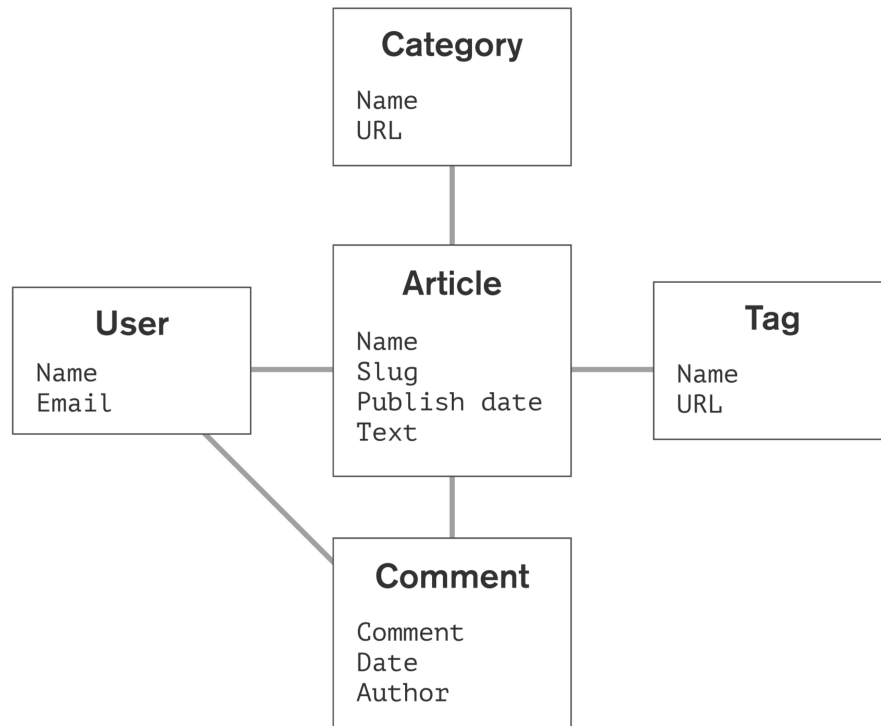 Category
Name
URL
Article
Name
Slug
Publish date
Text
User
Name
Email
Tag
Name
URL
Comment
Comment
Date
Author